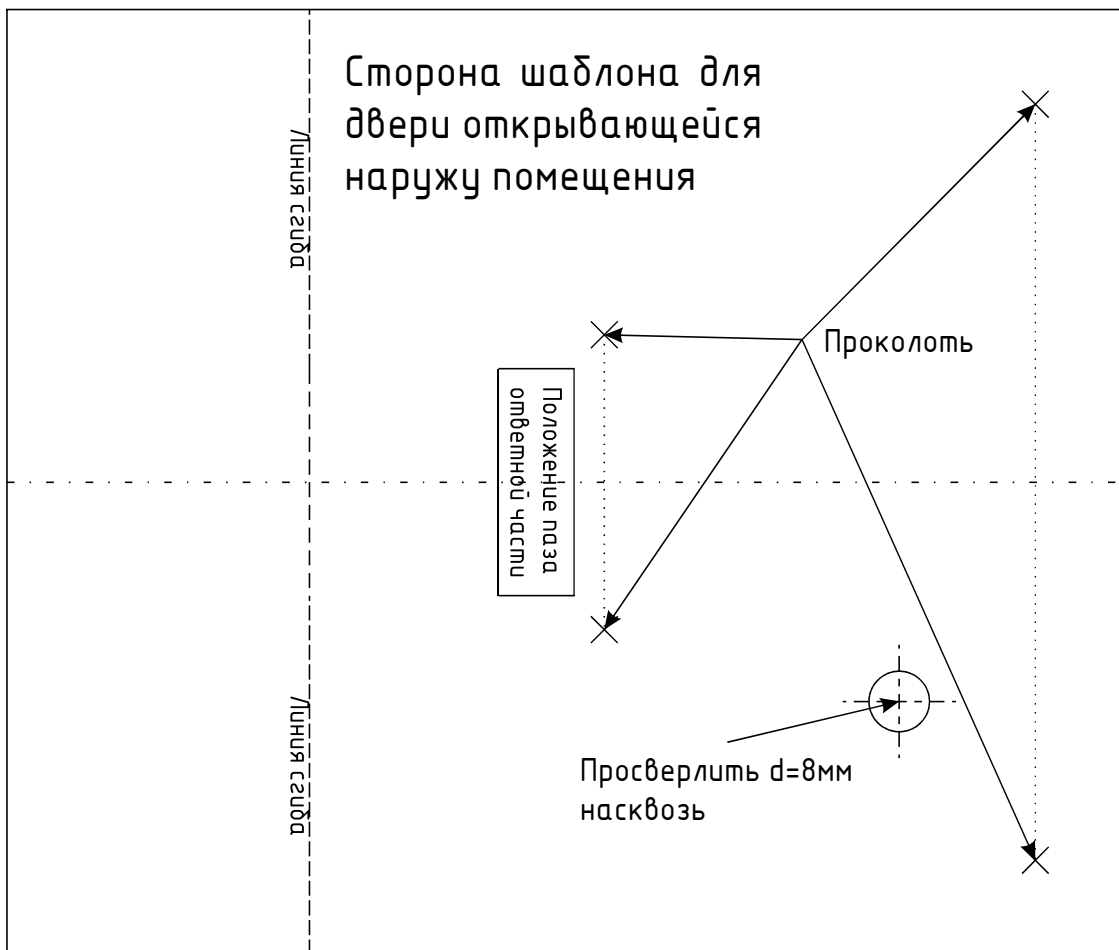 Сторона шаблона для
двери открывающейся
наружу помещения
Линия сгиба
Проколоть
Положение паза
ответной части
Линия сгиба
Просверлить d=8мм
насквозь